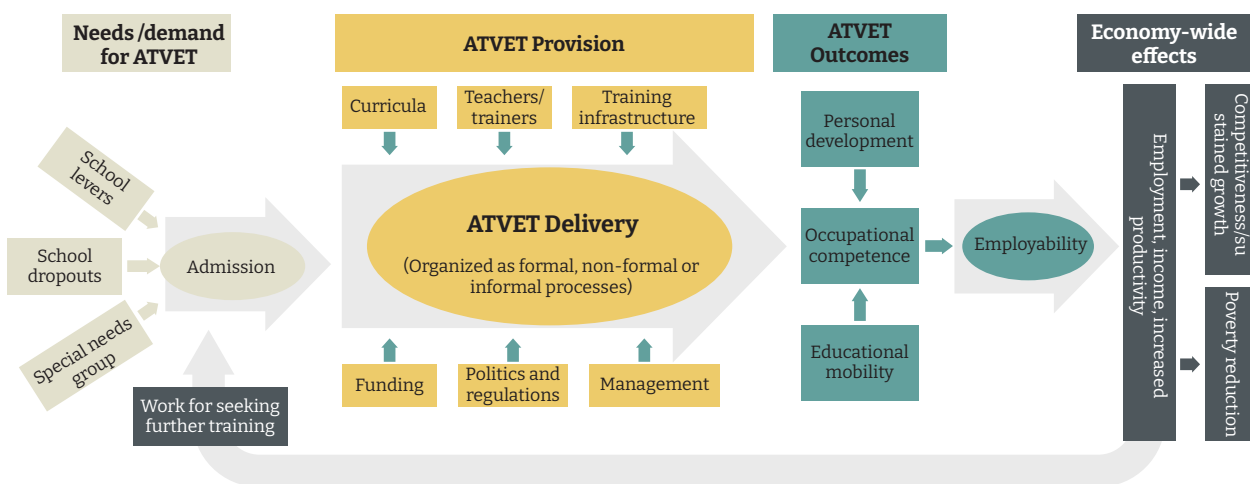 Needs /demand
for ATVET
ATVET Provision
ATVET
Outcomes
Economy-wide
effects
Curricula
Teachers/
trainers
Training
infrastructure
School
levers
School
dropouts
Special needs
group
Admission
ATVET Delivery
(Organized as formal, non-formal or
informal processes)
Funding
Politics and
regulations
Management
Work for seeking
further training
Personal
development
Occupational
competence
Educational
mobility
Employability
Employment, income, increased
productivity
Competitiveness/su
stained growth
Poverty reduction